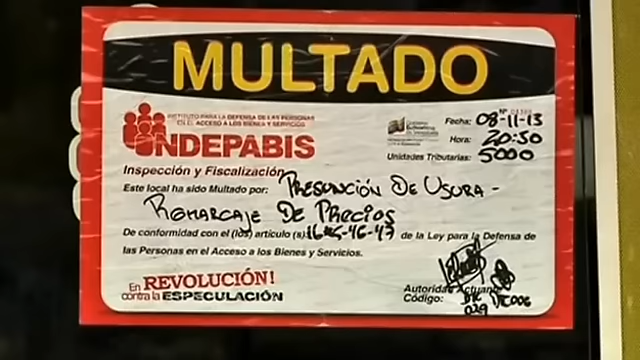 MULTADO
INSTITUTO PARA LA DEFENSA DE LAS PERSONAS
EN EL ACCESO A LOS BIENES Y SERVICIOS
INDEPABIS
Fecha: 08-11-13
Hora: 20:30
Unidades Tributarias: 5000
Inspección y Fiscalización
Este local ha sido Multado por: PRESUNCIÓN DE USURA -
REMARCAJE DE PRECIOS
De conformidad con el (los) artículo (s): 46-47 de la Ley para la Defensa de
las Personas en el Acceso a los Bienes y Servicios.
En REVOLUCIÓN!
contra la ESPECULACIÓN
Autoridad Actuante
Código:
029